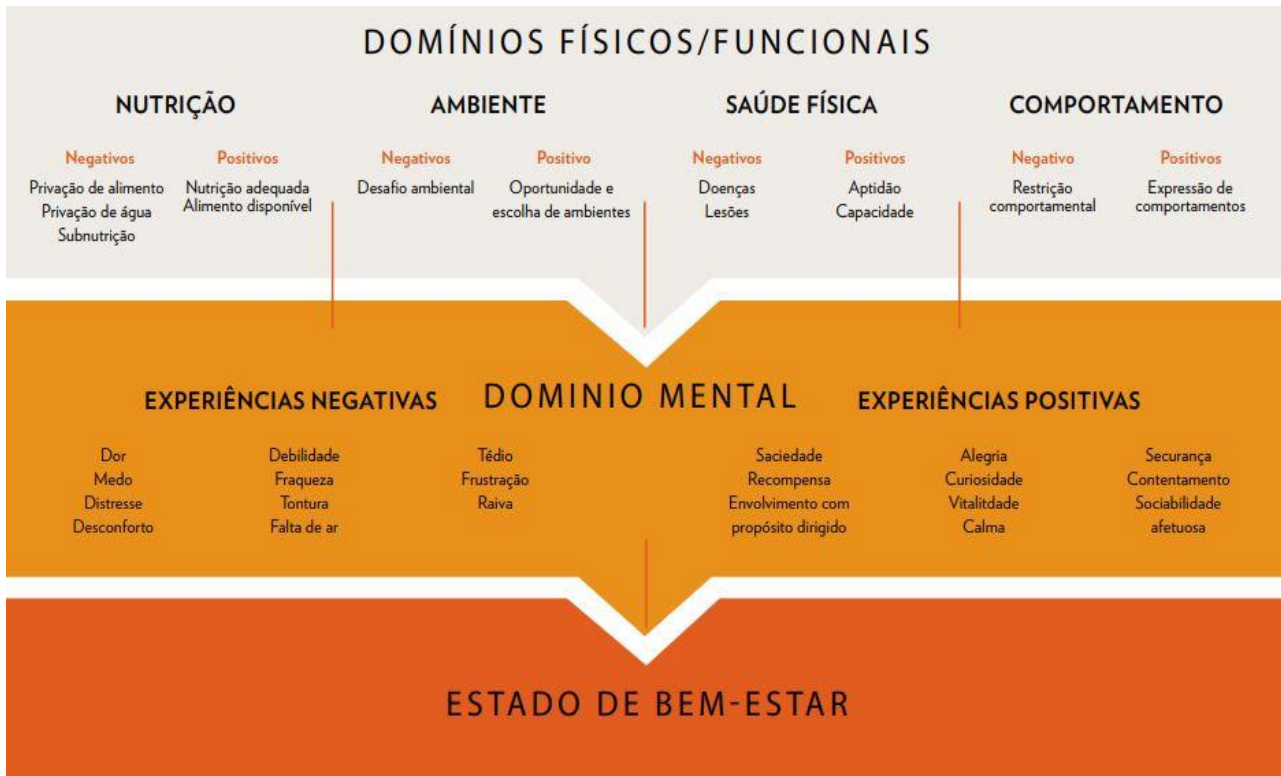 DOMÍNIOS FÍSICOS/FUNCIONAIS
NUTRIÇÃO
Negativos
Privação de alimento
Privação de água
Subnutrição
Positivos
Nutrição adequada
Alimento disponível
AMBIENTE
Negativos
Desafio ambiental
Positivo
Oportunidade e
escolha de ambientes
SAÚDE FÍSICA
Negativos
Doenças
Lesões
Positivos
Aptidão
Capacidade
COMPORTAMENTO
Negativo
Restrição
comportamental
Positivos
Expressão de
comportamentos
DOMINIO MENTAL
EXPERIÊNCIAS NEGATIVAS
Dor
Medo
Distresse
Desconforto
Debilidade
Fraqueza
Tontura
Falta de ar
Tédio
Frustração
Raiva
EXPERIÊNCIAS POSITIVAS
Saciedade
Recompensa
Envolvimento com
propósito dirigido
Alegria
Curiosidade
Vitalitdade
Calma
Securança
Contentamento
Sociabilidade
afetuosa
ESTADO DE BEM-ESTAR